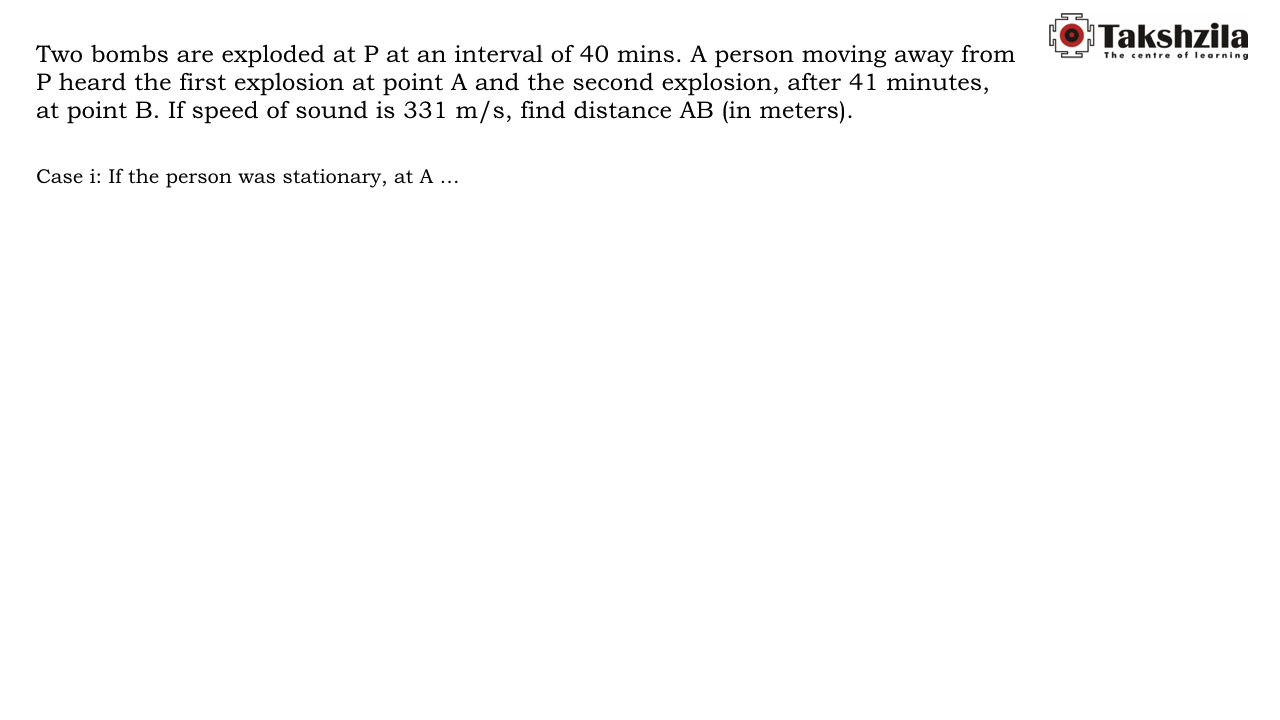 Two bombs are exploded at P at an interval of 40 mins. A person moving away from
P heard the first explosion at point A and the second explosion, after 41 minutes,
at point B. If speed of sound is 331 m/s, find distance AB (in meters).
Case i: If the person was stationary, at A …
Takshzila
The centre of learning